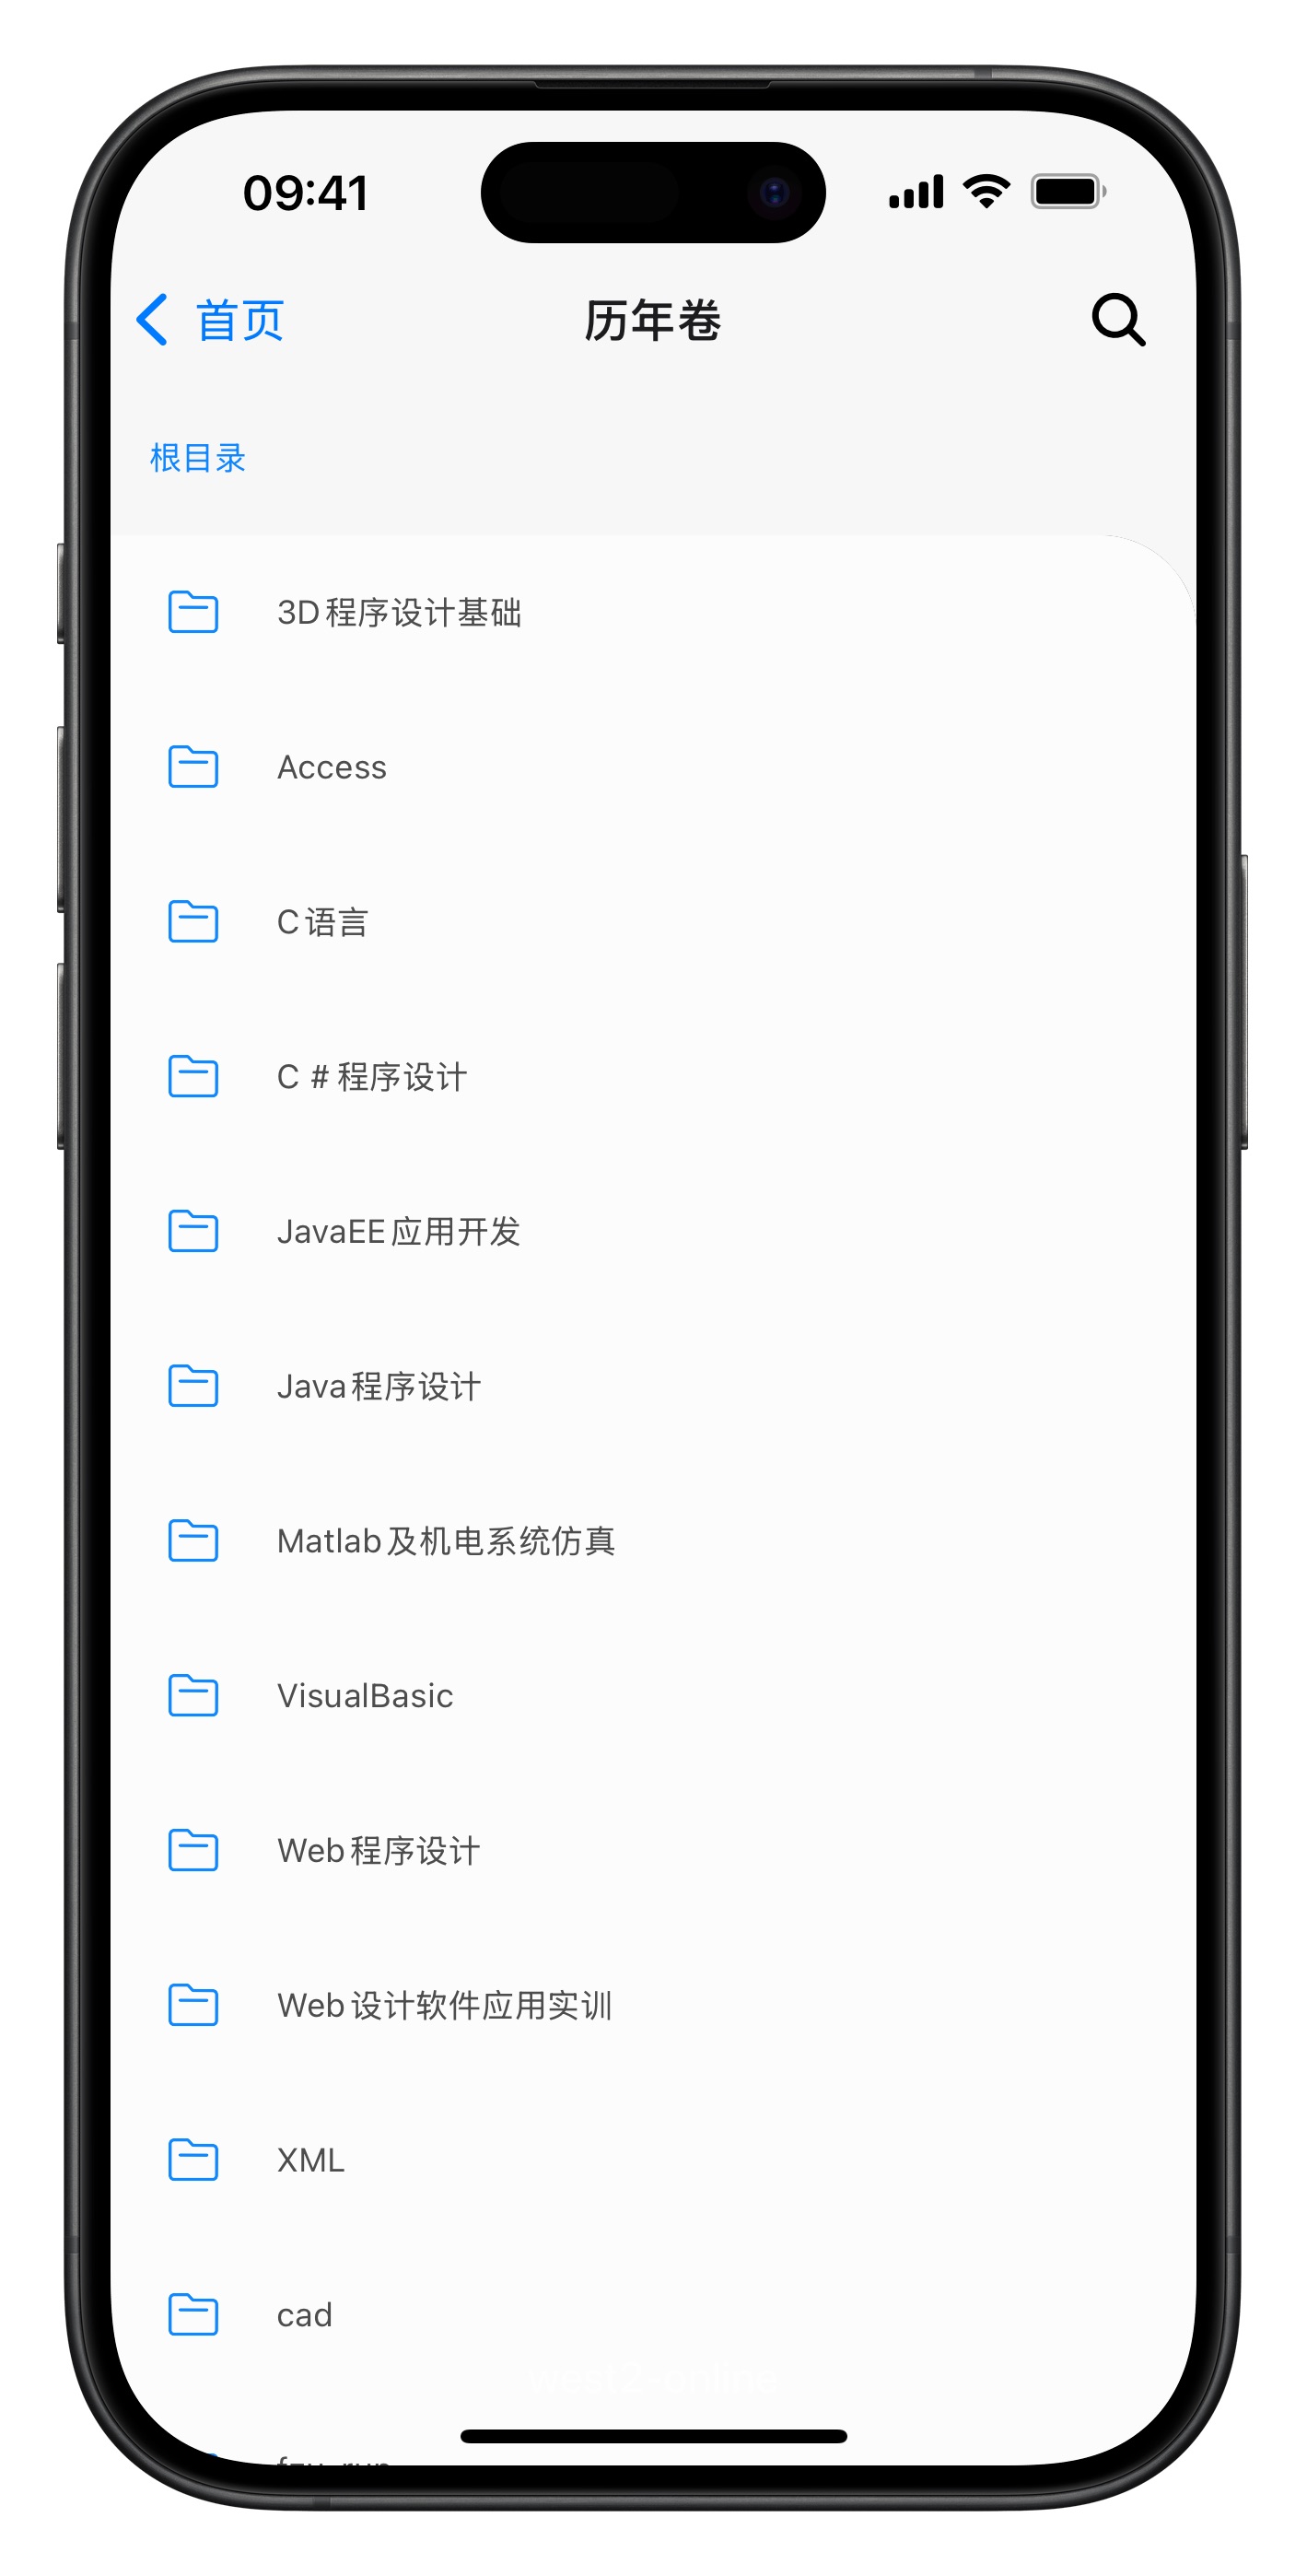 09:41
首页
历年卷
根目录
3D程序设计基础
Access
C语言
C # 程序设计
JavaEE应用开发
Java程序设计
Matlab及机电系统仿真
VisualBasic
Web程序设计
Web设计软件应用实训
XML
cad
west2-online